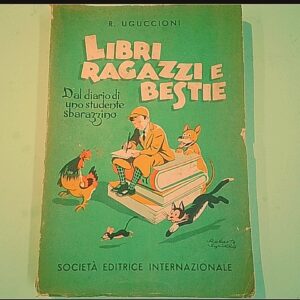 R. UGUCCIONI
LIBRI
RAGAZZI E
BESTIE
Dal diario di
uno studente
sbarazzino
SOCIETÀ EDITRICE INTERNAZIONALE